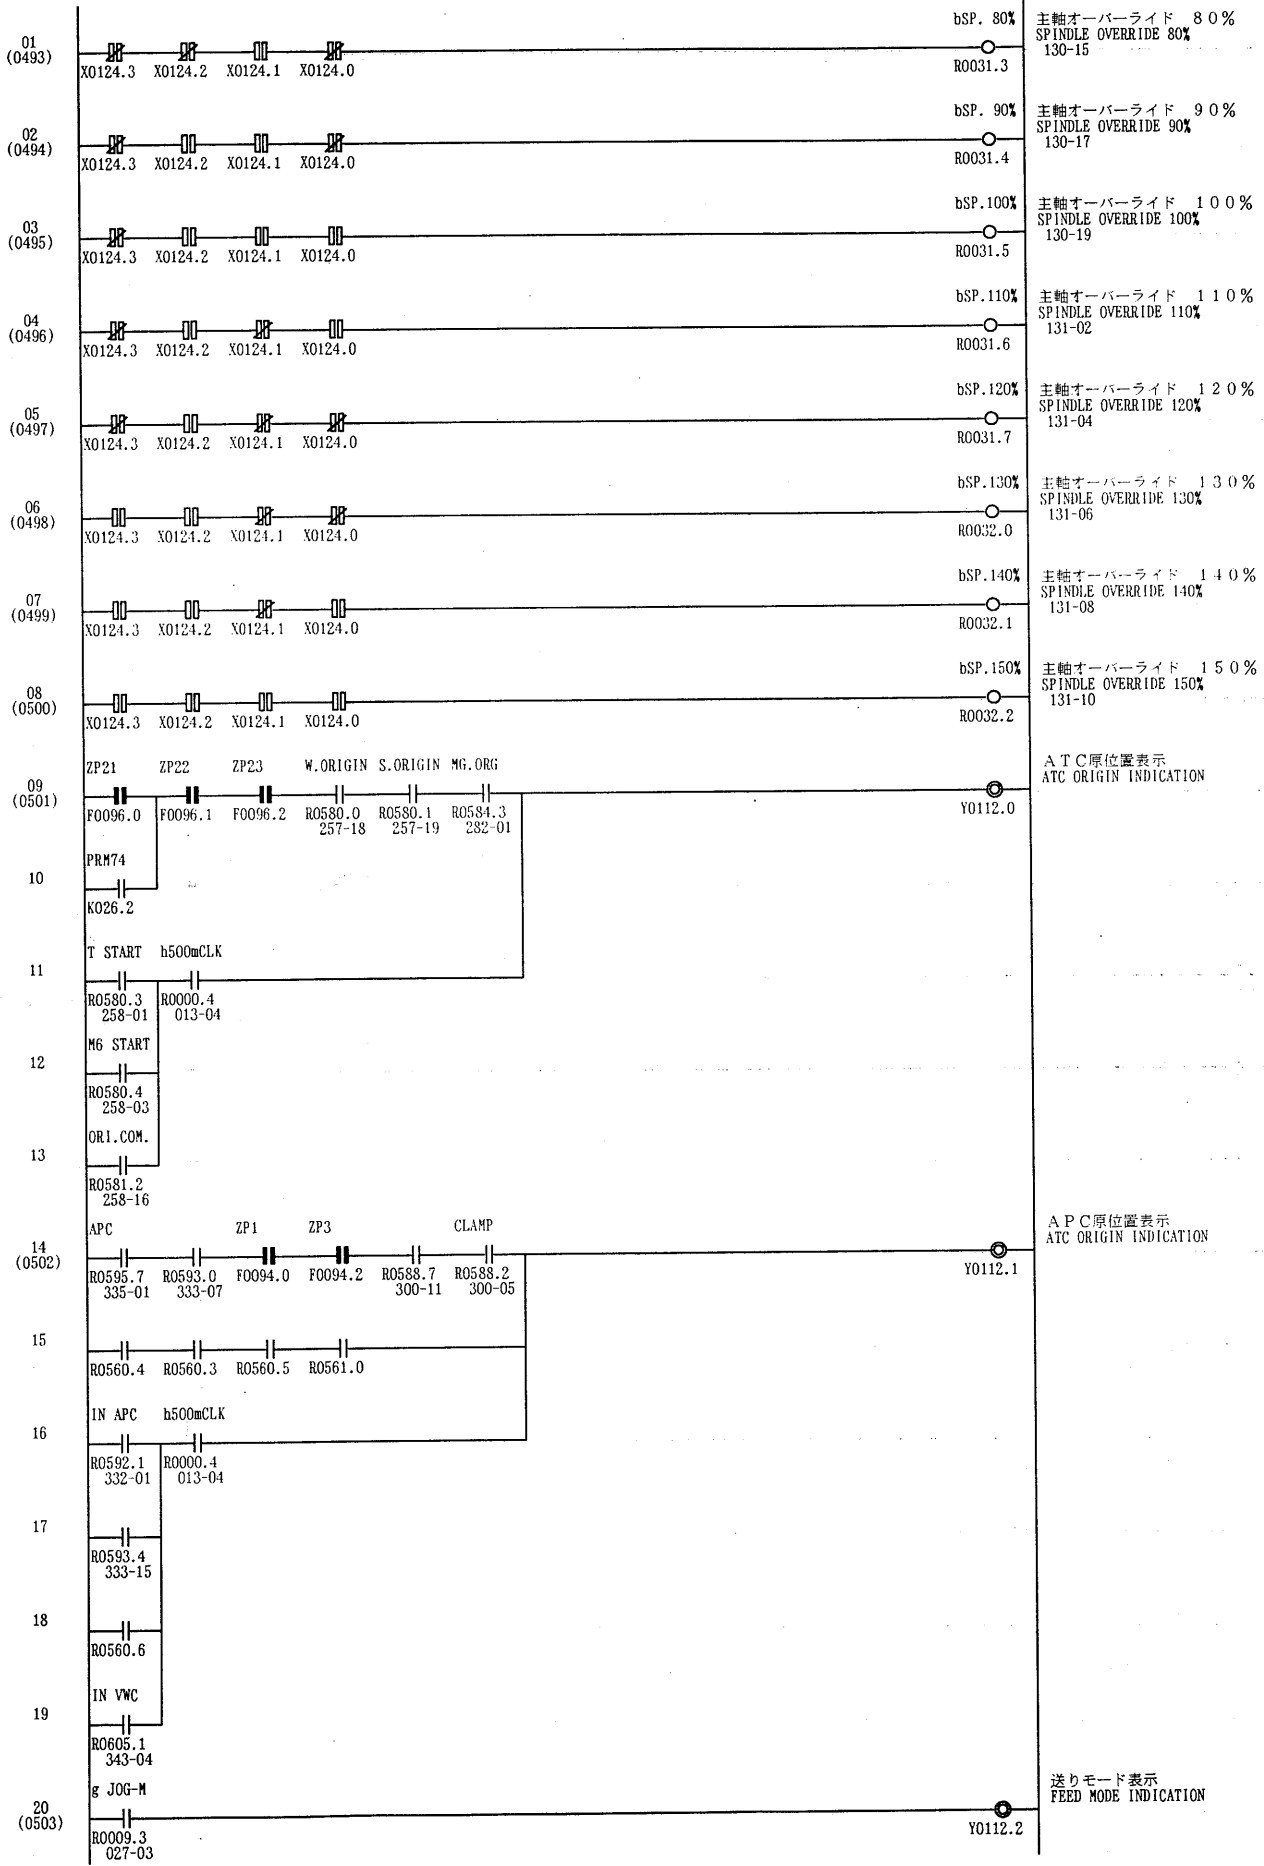 bSP. 80% 主軸オーバーライド 80%
01 SPINDLE OVERRIDE 80%
(0493) 130-15
X0124.3 X0124.2 X0124.1 X0124.0 R0031.3
bSP. 90% 主軸オーバーライド 90%
02 SPINDLE OVERRIDE 90%
(0494) 130-17
X0124.3 X0124.2 X0124.1 X0124.0 R0031.4
bSP.100% 主軸オーバーライド 100%
03 SPINDLE OVERRIDE 100%
(0495) 130-19
X0124.3 X0124.2 X0124.1 X0124.0 R0031.5
bSP.110% 主軸オーバーライド 110%
04 SPINDLE OVERRIDE 110%
(0496) 131-02
X0124.3 X0124.2 X0124.1 X0124.0 R0031.6
bSP.120% 主軸オーバーライド 120%
05 SPINDLE OVERRIDE 120%
(0497) 131-04
X0124.3 X0124.2 X0124.1 X0124.0 R0031.7
bSP.130% 主軸オーバーライド 130%
06 SPINDLE OVERRIDE 130%
(0498) 131-06
X0124.3 X0124.2 X0124.1 X0124.0 R0032.0
bSP.140% 主軸オーバーライド 140%
07 SPINDLE OVERRIDE 140%
(0499) 131-08
X0124.3 X0124.2 X0124.1 X0124.0 R0032.1
bSP.150% 主軸オーバーライド 150%
08 SPINDLE OVERRIDE 150%
(0500) 131-10
X0124.3 X0124.2 X0124.1 X0124.0 R0032.2
ZP21 ZP22 ZP23 W.ORIGIN S.ORIGIN MG.ORG ATC原位置表示
09 ATC ORIGIN INDICATION
(0501)
F0096.0 F0096.1 F0096.2 R0580.0 R0580.1 R0584.3 Y0112.0
257-18 257-19 282-01
PRM74
10
K026.2
T START h500mCLK
11
R0580.3 R0000.4
258-01 013-04
M6 START
12
R0580.4
258-03
ORI.COM.
13
R0581.2
258-16
APC ZP1 ZP3 CLAMP APC原位置表示
14 ATC ORIGIN INDICATION
(0502)
R0595.7 R0593.0 F0094.0 F0094.2 R0588.7 R0588.2 Y0112.1
335-01 333-07 300-11 300-05
15
R0560.4 R0560.3 R0560.5 R0561.0
IN APC h500mCLK
16
R0592.1 R0000.4
332-01 013-04
17
R0593.4
333-15
18
R0560.6
IN VWC
19
R0605.1
343-04
g JOG-M 送りモード表示
20 FEED MODE INDICATION
(0503)
R0009.3 Y0112.2
027-03